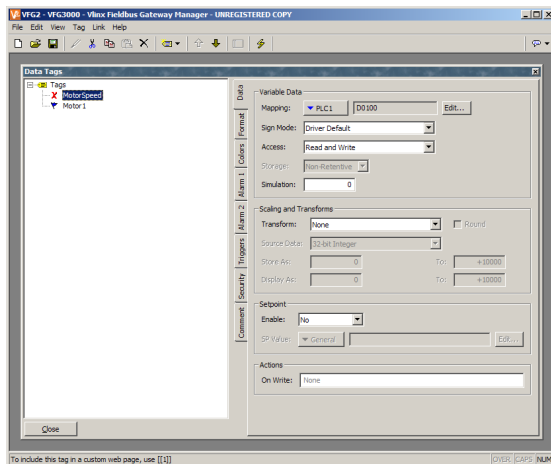 VFG2 - VFG3000 - Vlinx Fieldbus Gateway Manager - UNREGISTERED COPY
File Edit View Tag Link Help
Data Tags
Tags
MotorSpeed
Motor1
Data
Format
Colors
Alarm 1
Alarm 2
Triggers
Security
Comment
Variable Data
Mapping: PLC1 D0100 Edit...
Sign Mode: Driver Default
Access: Read and Write
Storage: Non-Retentive
Simulation: 0
Scaling and Transforms
Transform: None Round
Source Data: 32-bit Integer
Store As: 0 To: +10000
Display As: 0 To: +10000
Setpoint
Enable: No
SP Value: General Edit...
Actions
On Write: None
Close
To include this tag in a custom web page, use [[1]] OVER CAPS NUM